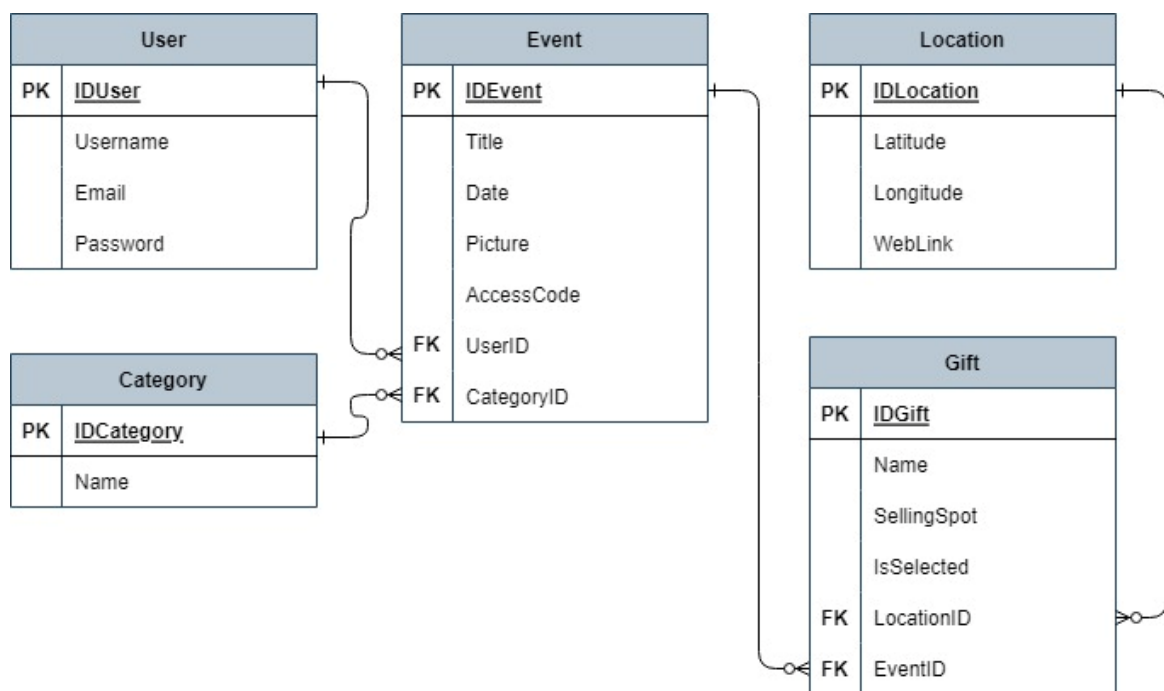 User
PK IDUser
Username
Email
Password
Event
PK IDEvent
Title
Date
Picture
AccessCode
FK UserID
FK CategoryID
Location
PK IDLocation
Latitude
Longitude
WebLink
Category
PK IDCategory
Name
Gift
PK IDGift
Name
SellingSpot
IsSelected
FK LocationID
FK EventID